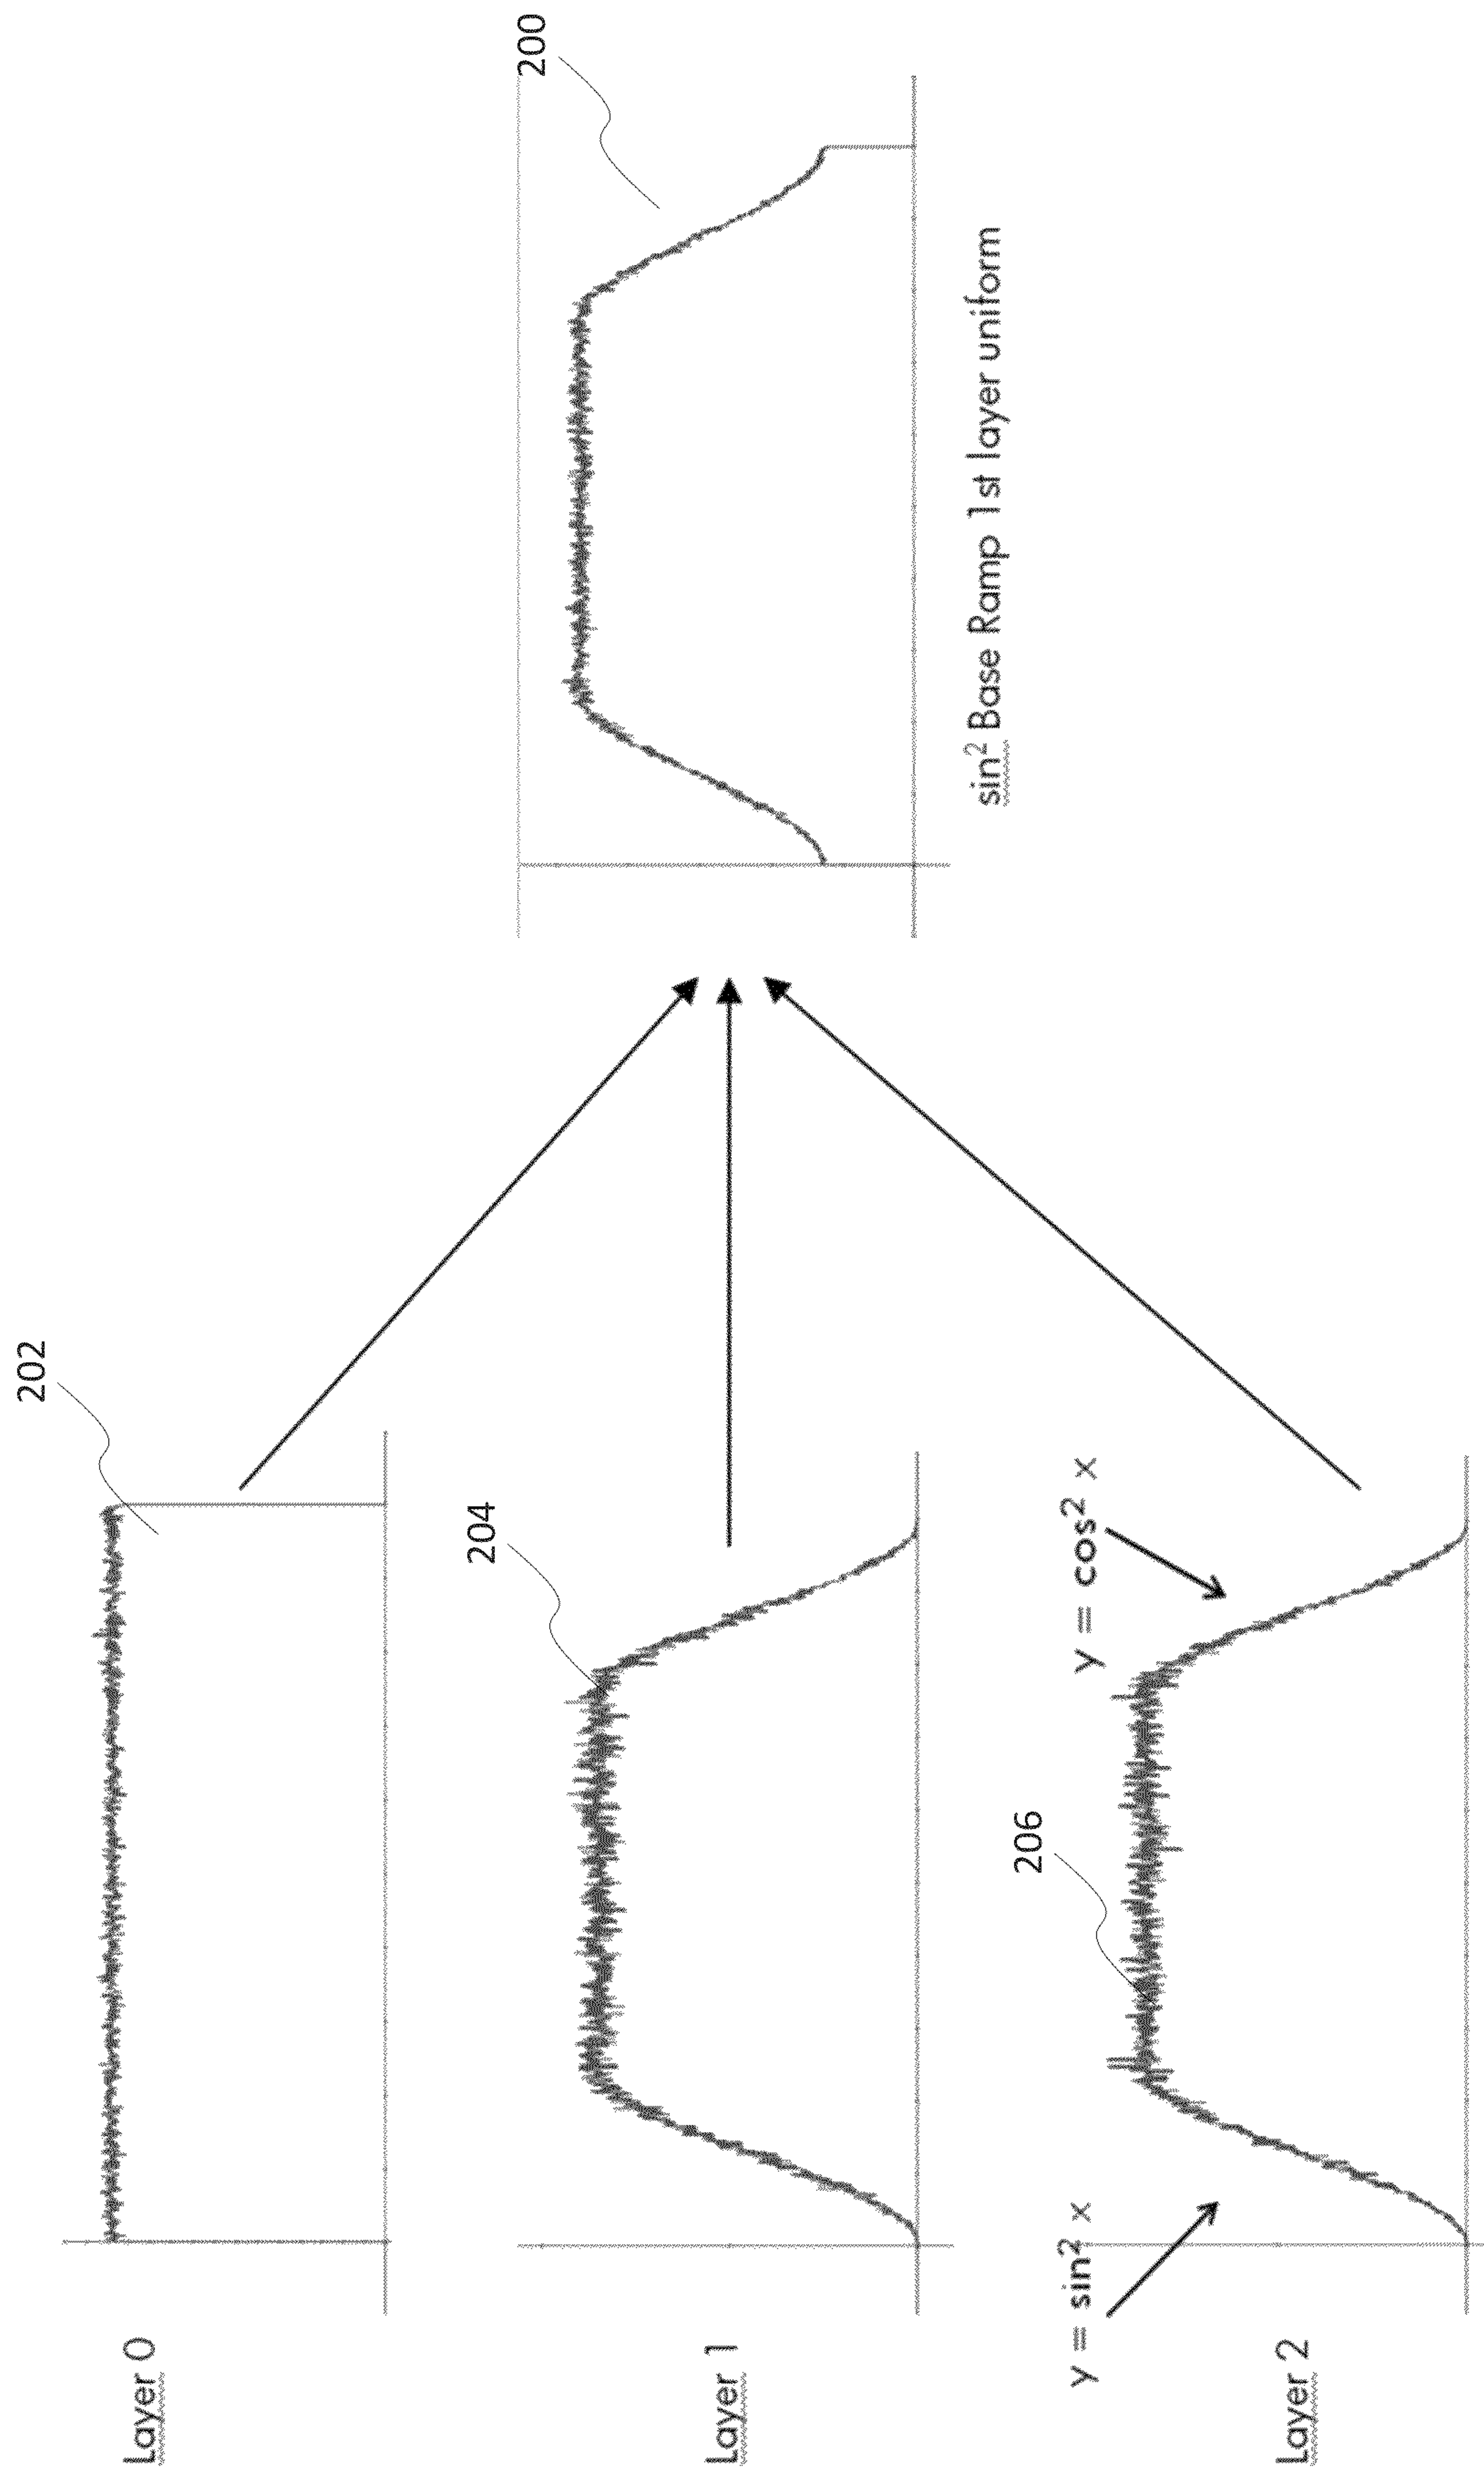 Layer 0
202
Layer 1
204
Layer 2
y = sin² x
206
y = cos² x
200
sin² Base Ramp 1st layer uniform